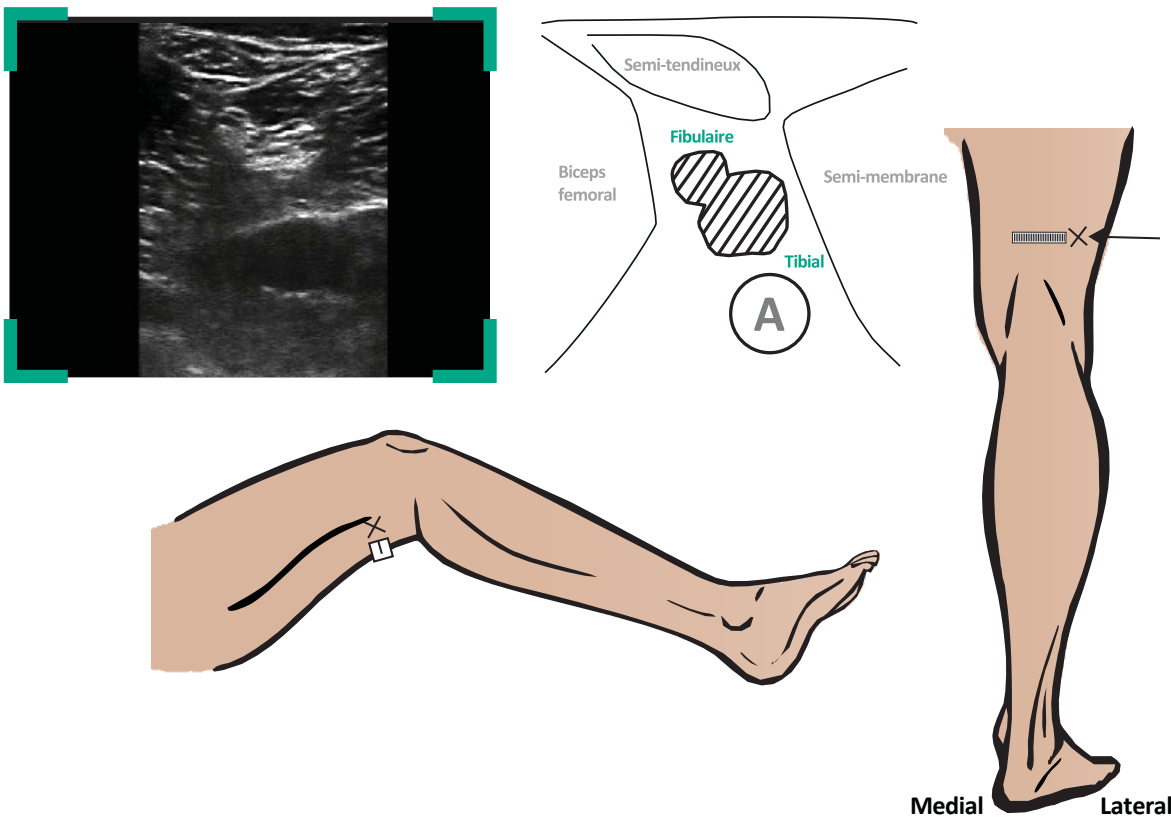 Semi-tendineux
Fibulaire
Biceps
femoral
Semi-membrane
Tibial
A
Medial
Lateral